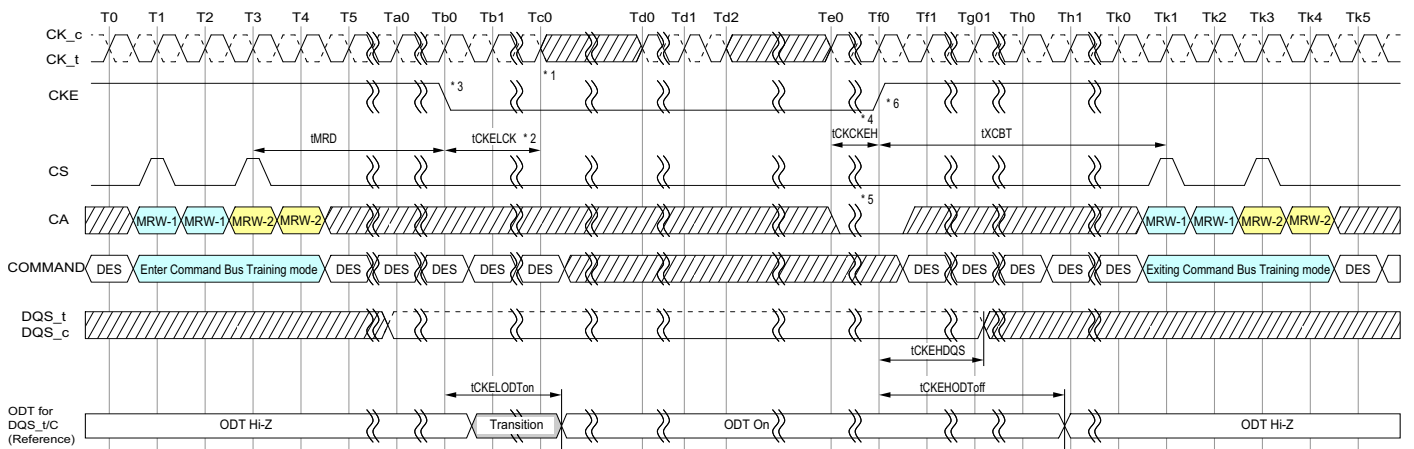 T0 T1 T2 T3 T4 T5 Ta0 Tb0 Tb1 Tc0 Td0 Td1 Td2 Te0 Tf0 Tf1 Tg01 Th0 Th1 Tk0 Tk1 Tk2 Tk3 Tk4 Tk5
CK_c
CK_t
* 1
CKE
* 3
* 6
* 4
tMRD
tCKELCK * 2
tCKCKEH
tXCBT
CS
* 5
CA
MRW-1 MRW-1 MRW-2 MRW-2 MRW-1 MRW-1 MRW-2 MRW-2
COMMAND DES Enter Command Bus Training mode DES DES DES DES DES DES DES DES DES DES Exiting Command Bus Training mode DES
DQS_t
DQS_c
tCKEHDQS
tCKELODTon
tCKEHODToff
ODT for
DQS_t/C
(Reference)
ODT Hi-Z Transition ODT On ODT Hi-Z